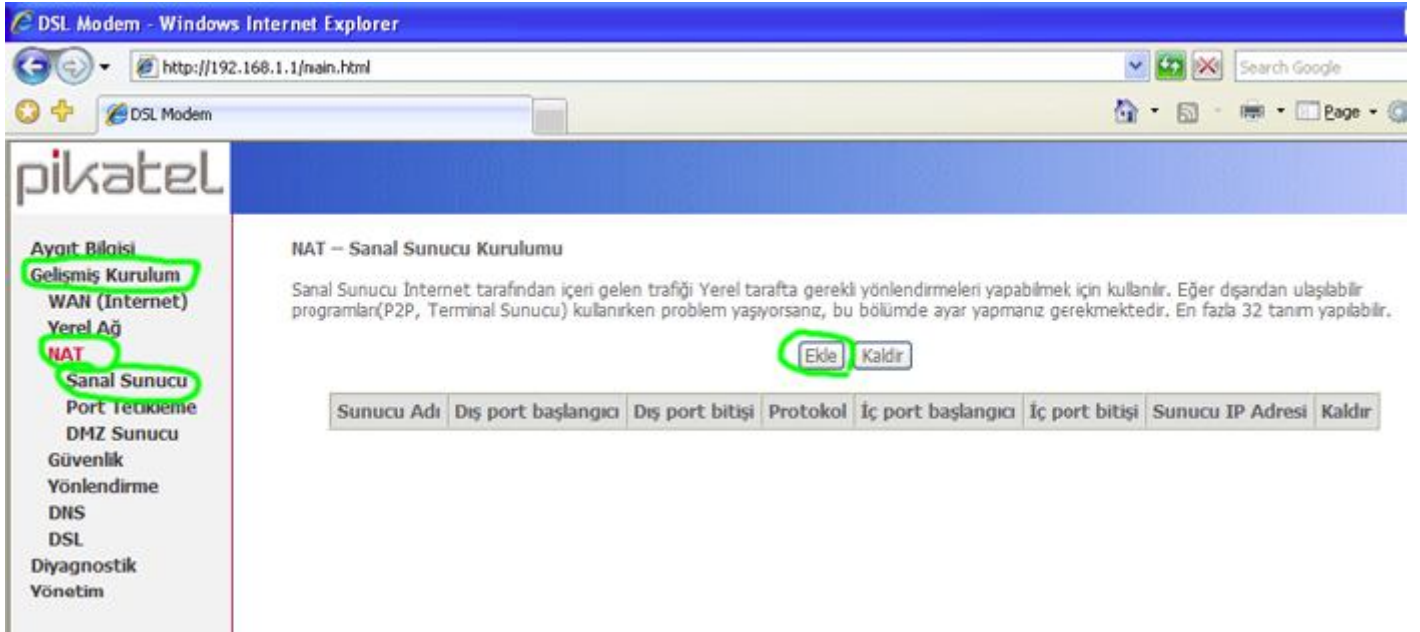 DSL Modem - Windows Internet Explorer
http://192.168.1.1/main.html
Search Google
DSL Modem
Page
pikatel
Aygıt Bilgisi
Gelişmiş Kurulum
WAN (Internet)
Yerel Ağ
NAT
Sanal Sunucu
Port Tetikleme
DMZ Sunucu
Güvenlik
Yönlendirme
DNS
DSL
Diyagnostik
Yönetim
NAT – Sanal Sunucu Kurulumu
Sanal Sunucu İnternet tarafından içeri gelen trafiği Yerel tarafta gerekli yönlendirmeleri yapabilmek için kullanılır. Eğer dışarıdan ulaşılabilir
programları(P2P, Terminal Sunucu) kullanırken problem yaşıyorsanız, bu bölümde ayar yapmanız gerekmektedir. En fazla 32 tanım yapılabilir.
Ekle Kaldır
Sunucu Adı Dış port başlangıcı Dış port bitişi Protokol İç port başlangıcı İç port bitişi Sunucu IP Adresi Kaldır